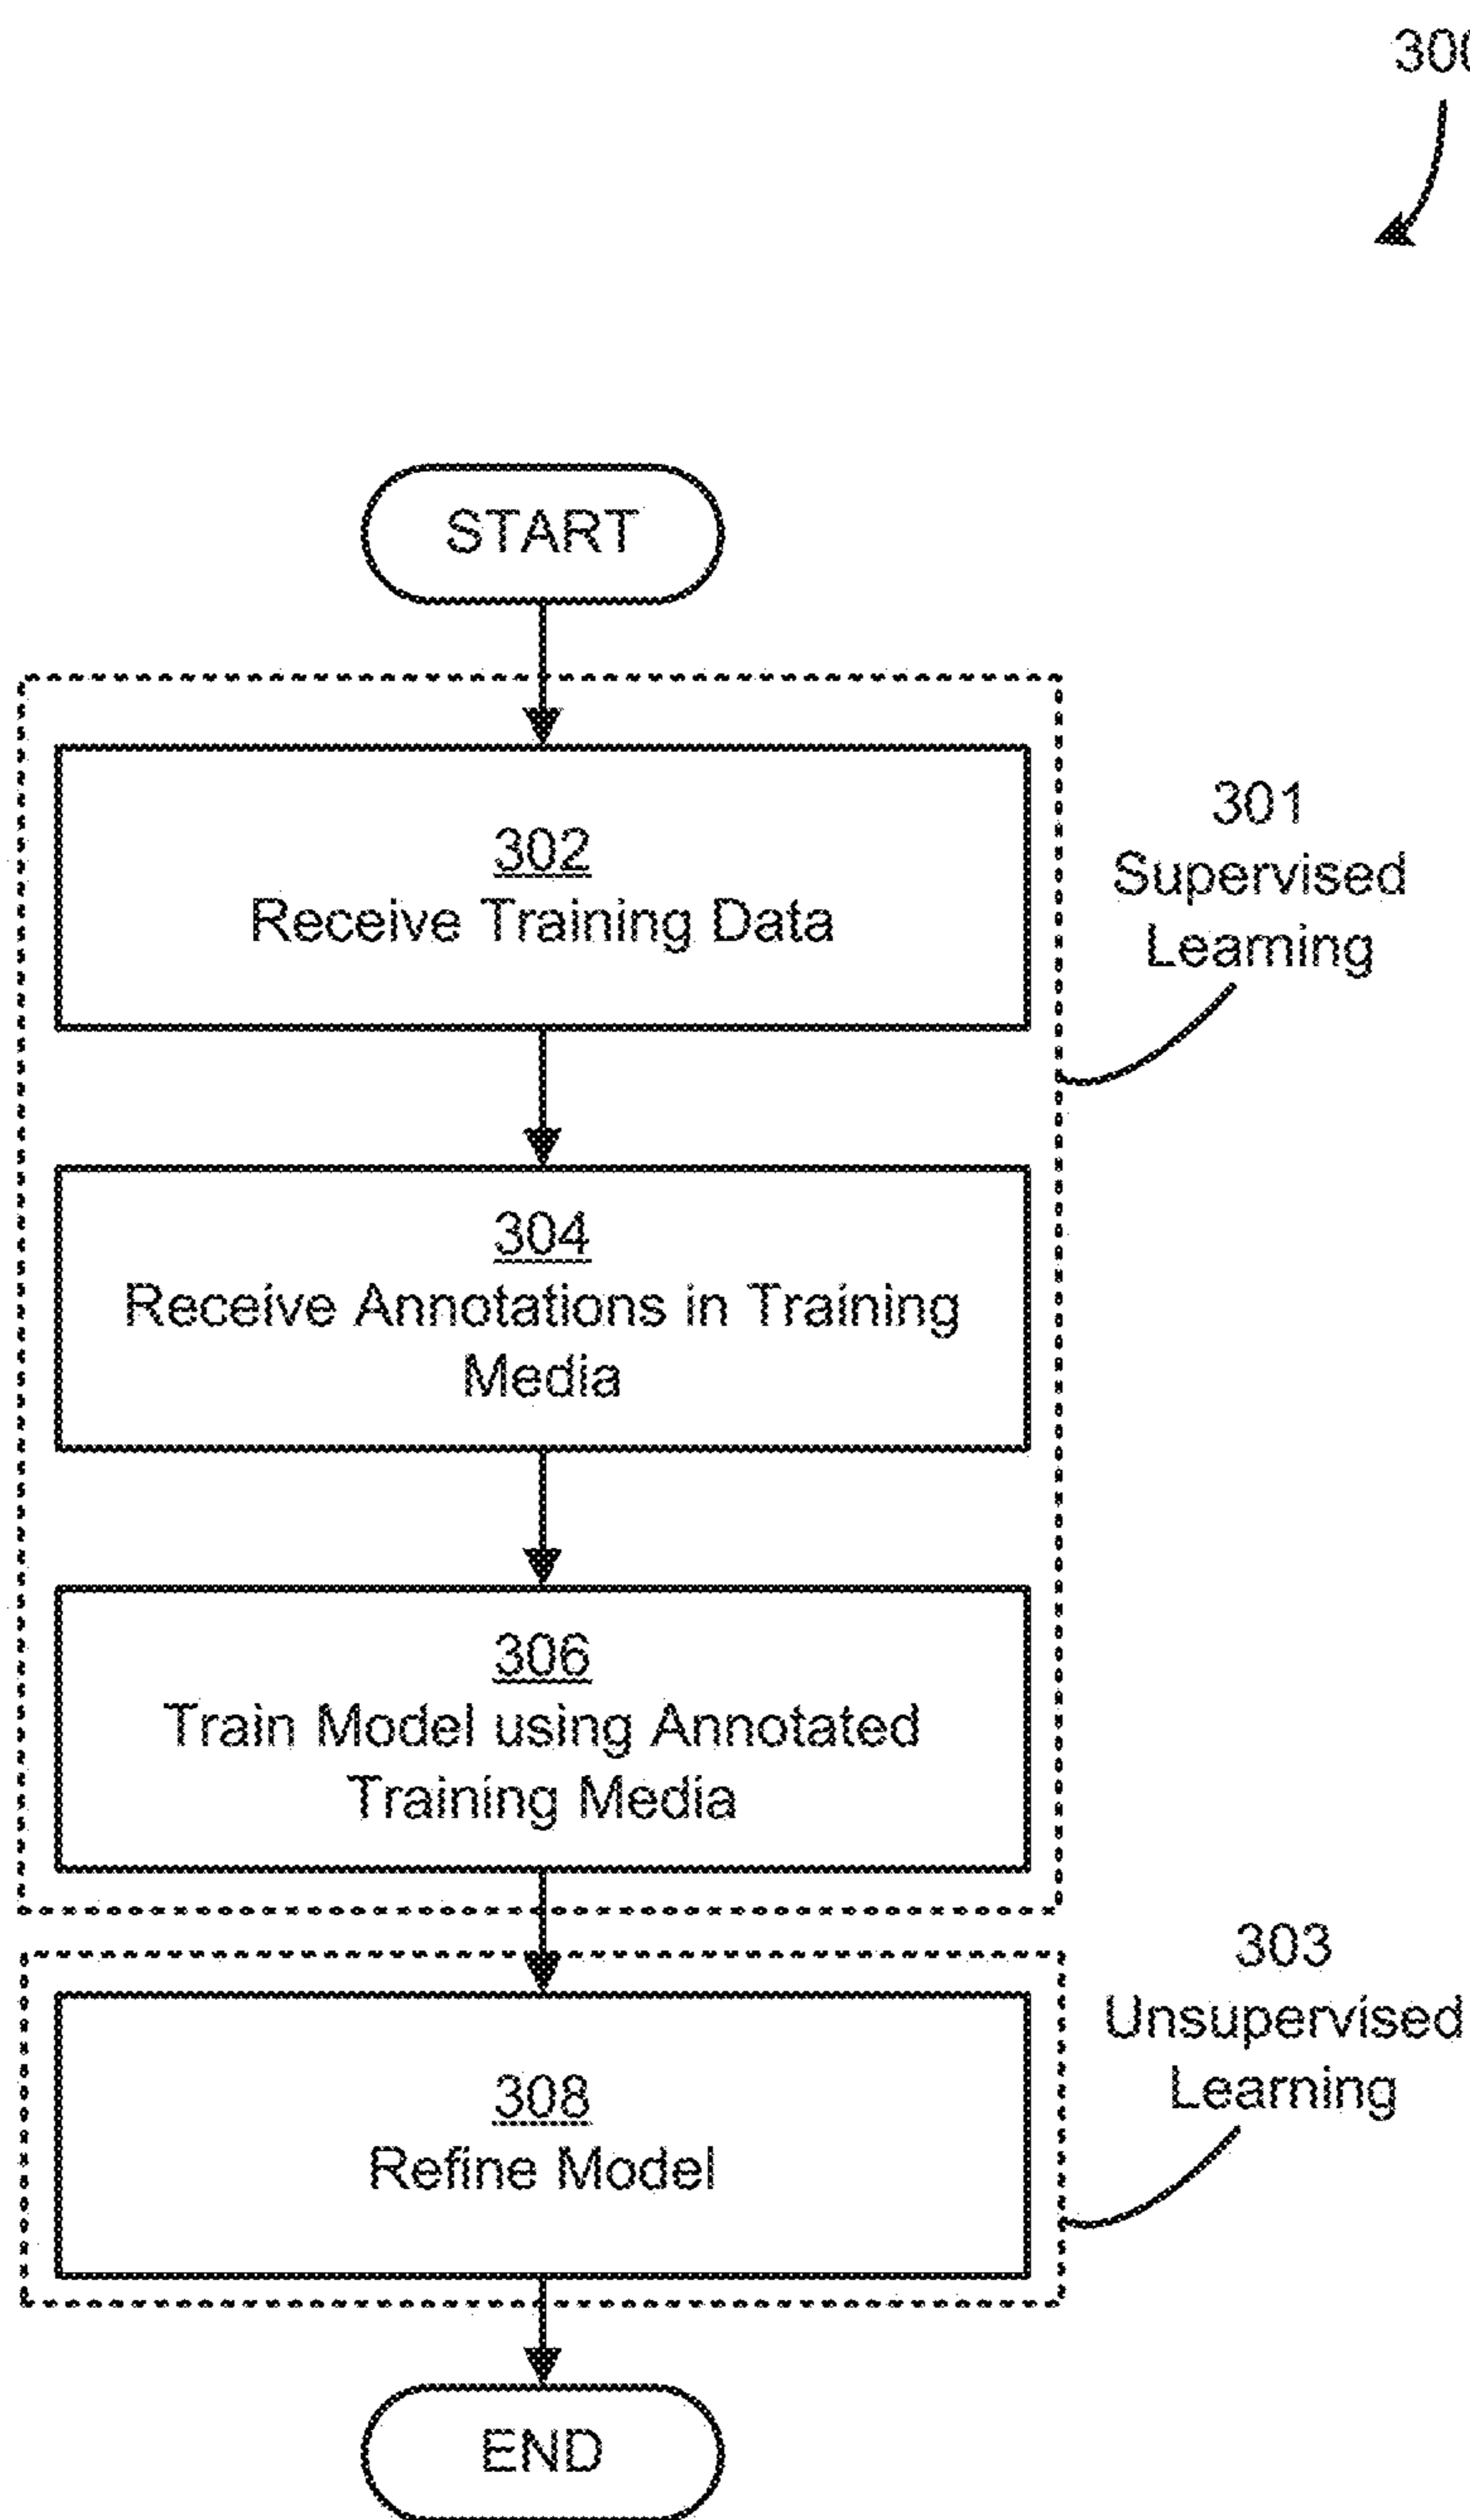 300
START
302
Receive Training Data
301
Supervised
Learning
304
Receive Annotations in Training
Media
306
Train Model using Annotated
Training Media
303
Unsupervised
Learning
308
Refine Model
END